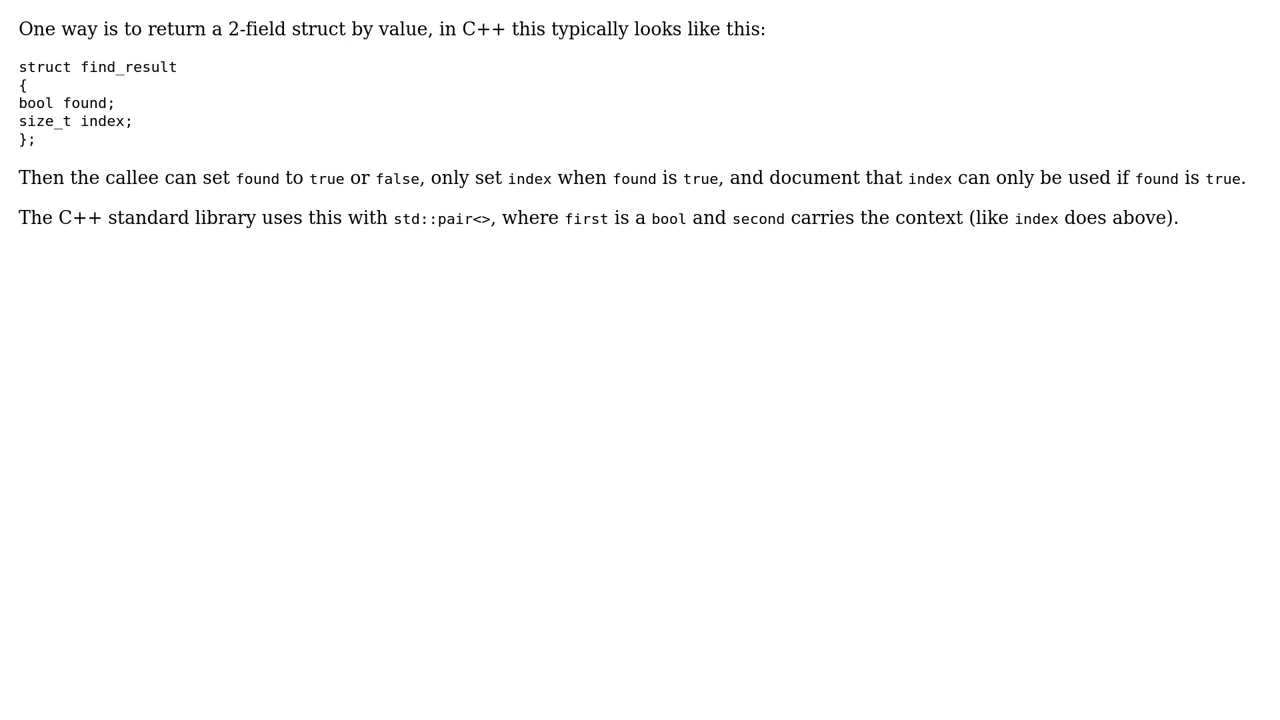 One way is to return a 2-field struct by value, in C++ this typically looks like this:
struct find_result
{
bool found;
size_t index;
};
Then the callee can set found to true or false, only set index when found is true, and document that index can only be used if found is true.
The C++ standard library uses this with std::pair<>, where first is a bool and second carries the context (like index does above).